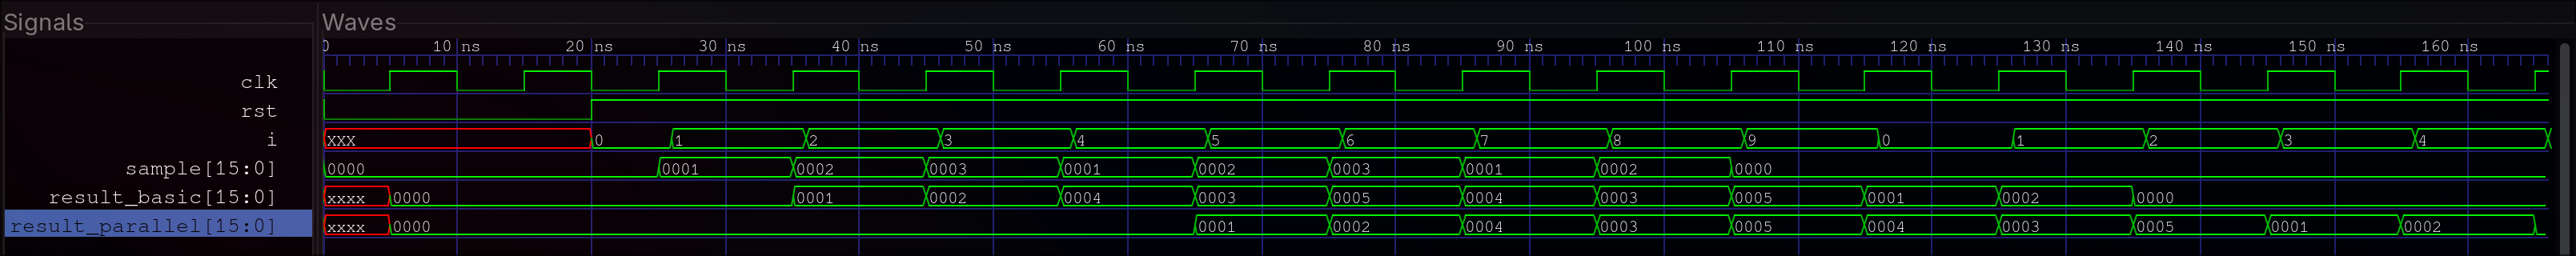 Signals
Waves
0 10 ns 20 ns 30 ns 40 ns 50 ns 60 ns 70 ns 80 ns 90 ns 100 ns 110 ns 120 ns 130 ns 140 ns 150 ns 160 ns
clk
rst
i xxx 0 1 2 3 4 5 6 7 8 9 0 1 2 3 4
sample[15:0] 0000 0001 0002 0003 0001 0002 0003 0001 0002 0000
result_basic[15:0] xxxx 0000 0001 0002 0004 0003 0005 0004 0003 0005 0001 0002 0000
result_parallel[15:0] xxxx 0000 0001 0002 0004 0003 0005 0004 0003 0005 0001 0002